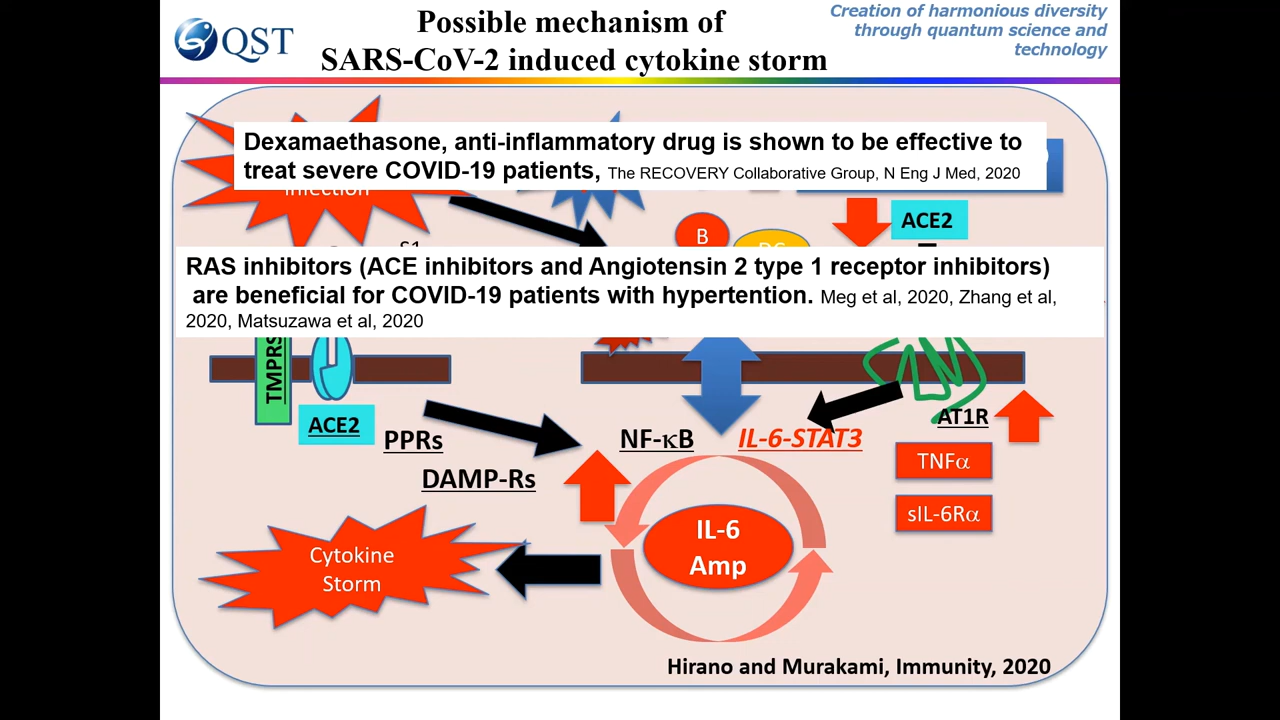 QST
Possible mechanism of
SARS-CoV-2 induced cytokine storm
Creation of harmonious diversity
through quantum science and
technology
Dexamaethasone, anti-inflammatory drug is shown to be effective to
treat severe COVID-19 patients, The RECOVERY Collaborative Group, N Eng J Med, 2020
B
ACE2
RAS inhibitors (ACE inhibitors and Angiotensin 2 type 1 receptor inhibitors)
are beneficial for COVID-19 patients with hypertention. Meg et al, 2020, Zhang et al,
2020, Matsuzawa et al, 2020
TMPRS
ACE2
PPRs
DAMP-Rs
NF-κB
IL-6-STAT3
AT1R
TNFα
sIL-6Rα
IL-6
Amp
Cytokine
Storm
Hirano and Murakami, Immunity, 2020